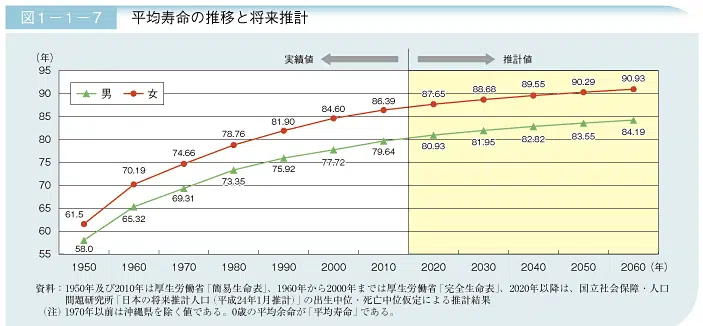 図1-1-7 平均寿命の推移と将来推計
(年) 実績値 推計値
95
90
85
80
75
70
65
60
55
男 女
61.5 70.19 74.66 78.76 81.90 84.60 86.39 87.65 88.68 89.55 90.29 90.93
58.0 65.32 69.31 73.35 75.92 77.72 79.64 80.93 81.95 82.82 83.55 84.19
1950 1960 1970 1980 1990 2000 2010 2020 2030 2040 2050 2060 (年)
資料:1950年及び2010年は厚生労働省「簡易生命表」、1960年から2000年までは厚生労働省「完全生命表」、2020年以降は、国立社会保障・人口
問題研究所「日本の将来推計人口(平成24年1月推計)」の出生中位・死亡中位仮定による推計結果
(注)1970年以前は沖縄県を除く値である。0歳の平均余命が「平均寿命」である。